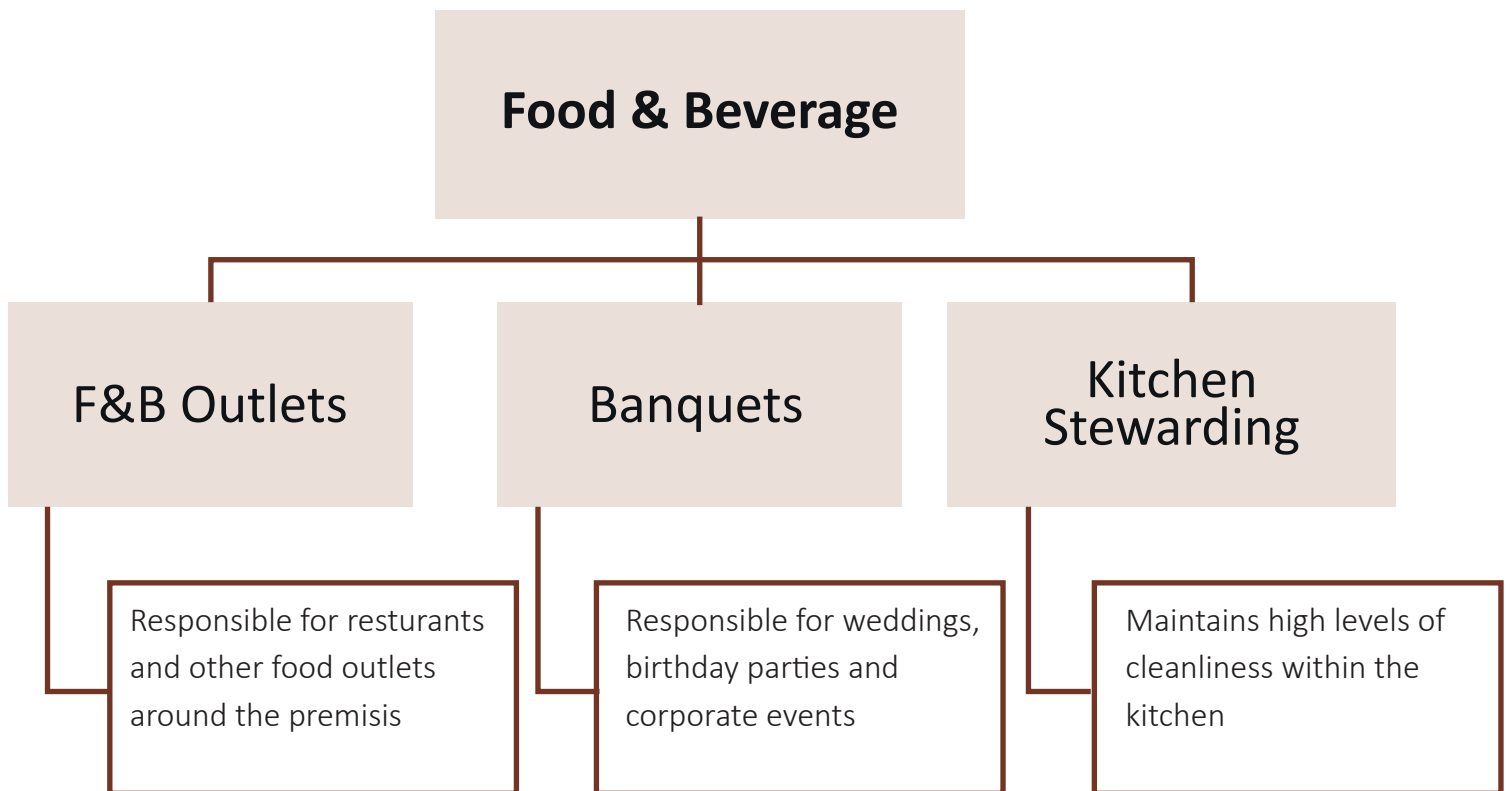 Food & Beverage
F&B Outlets
Banquets
Kitchen
Stewarding
Responsible for resturants
and other food outlets
around the premisis
Responsible for weddings,
birthday parties and
corporate events
Maintains high levels of
cleanliness within the
kitchen